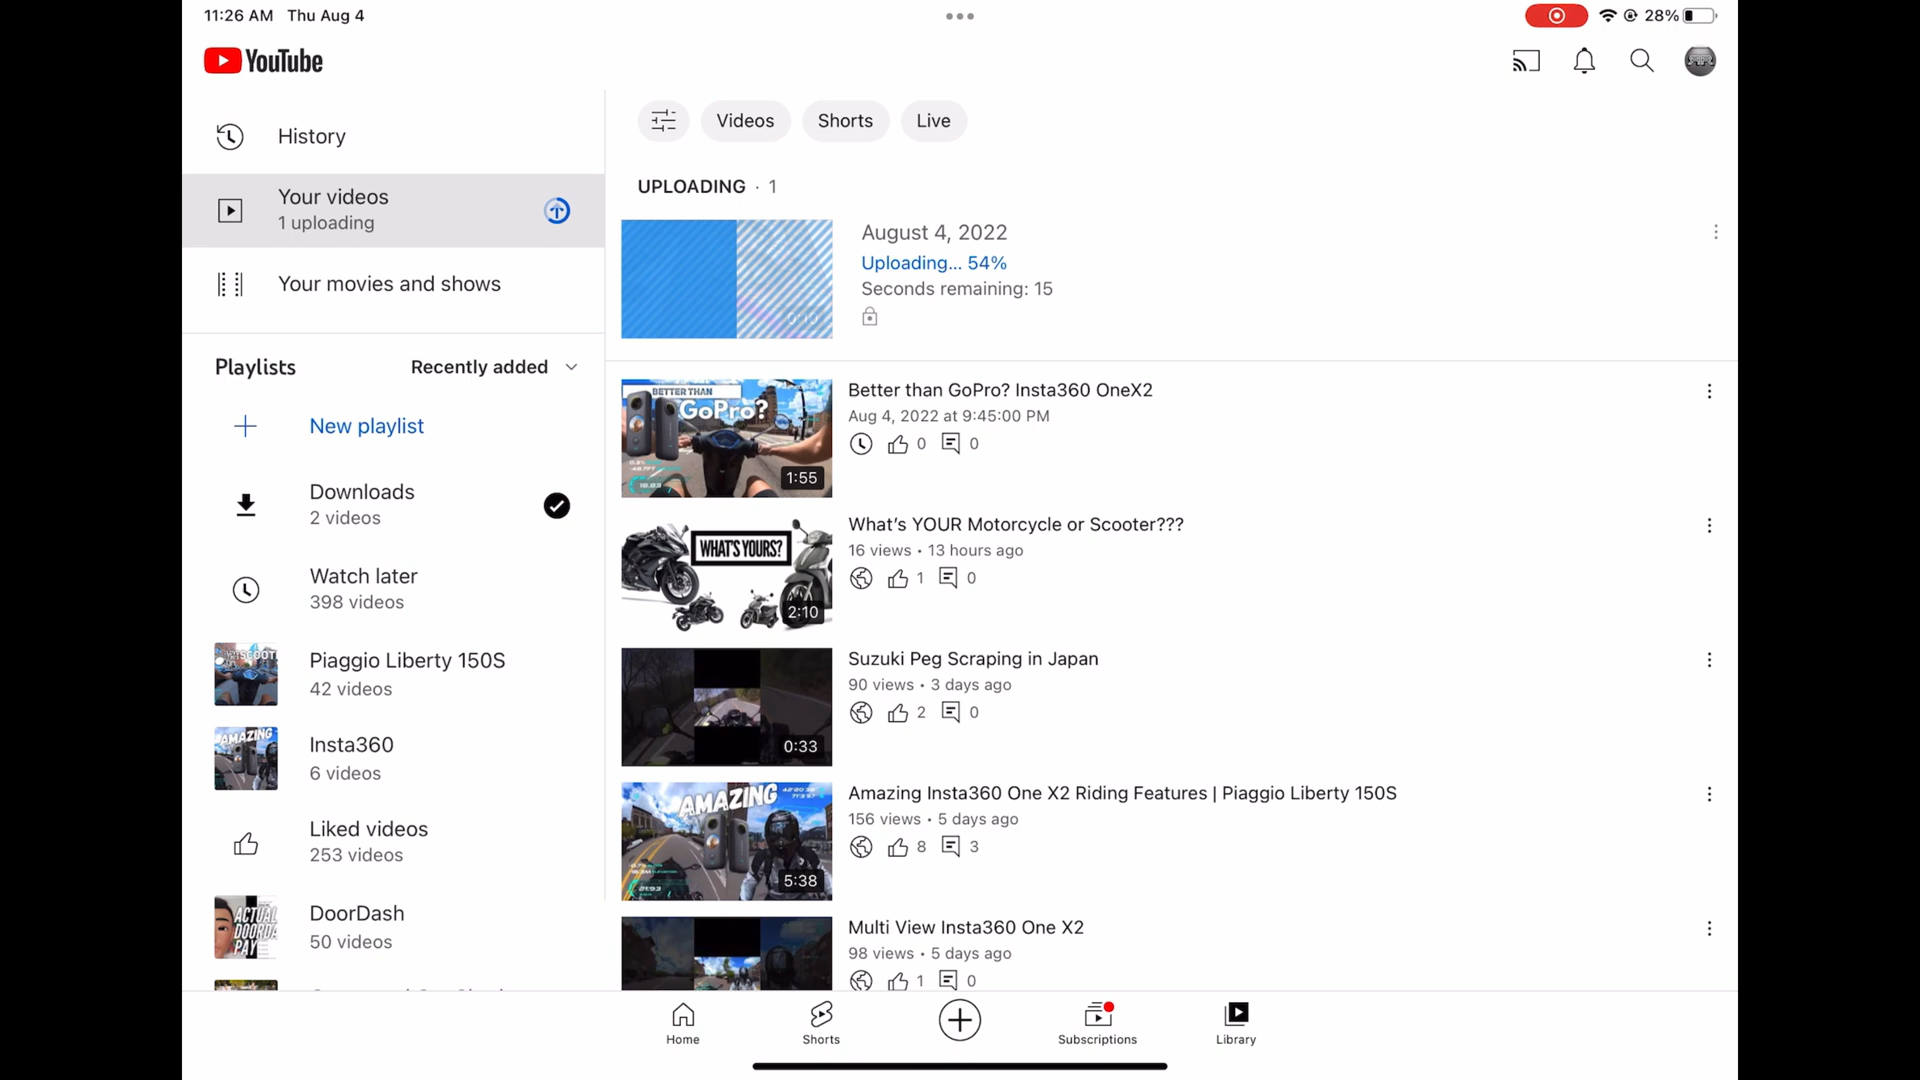 11:26 AM Thu Aug 4
28%
YouTube
History
Your videos
1 uploading
Your movies and shows
Playlists
Recently added
New playlist
Downloads
2 videos
Watch later
398 videos
Piaggio Liberty 150S
42 videos
Insta360
6 videos
Liked videos
253 videos
DoorDash
50 videos
AMAZING
ACTUAL
PAY
Videos
Shorts
Live
UPLOADING · 1
August 4, 2022
Uploading... 54%
Seconds remaining: 15
BETTER THAN
GoPro?
1:55
Better than GoPro? Insta360 OneX2
Aug 4, 2022 at 9:45:00 PM
0 0
WHAT'S YOURS?
2:10
What's YOUR Motorcycle or Scooter???
16 views • 13 hours ago
1 0
0:33
Suzuki Peg Scraping in Japan
90 views • 3 days ago
2 0
AMAZING
5:38
Amazing Insta360 One X2 Riding Features | Piaggio Liberty 150S
156 views • 5 days ago
8 3
Multi View Insta360 One X2
98 views • 5 days ago
1 0
Home
Shorts
Subscriptions
Library